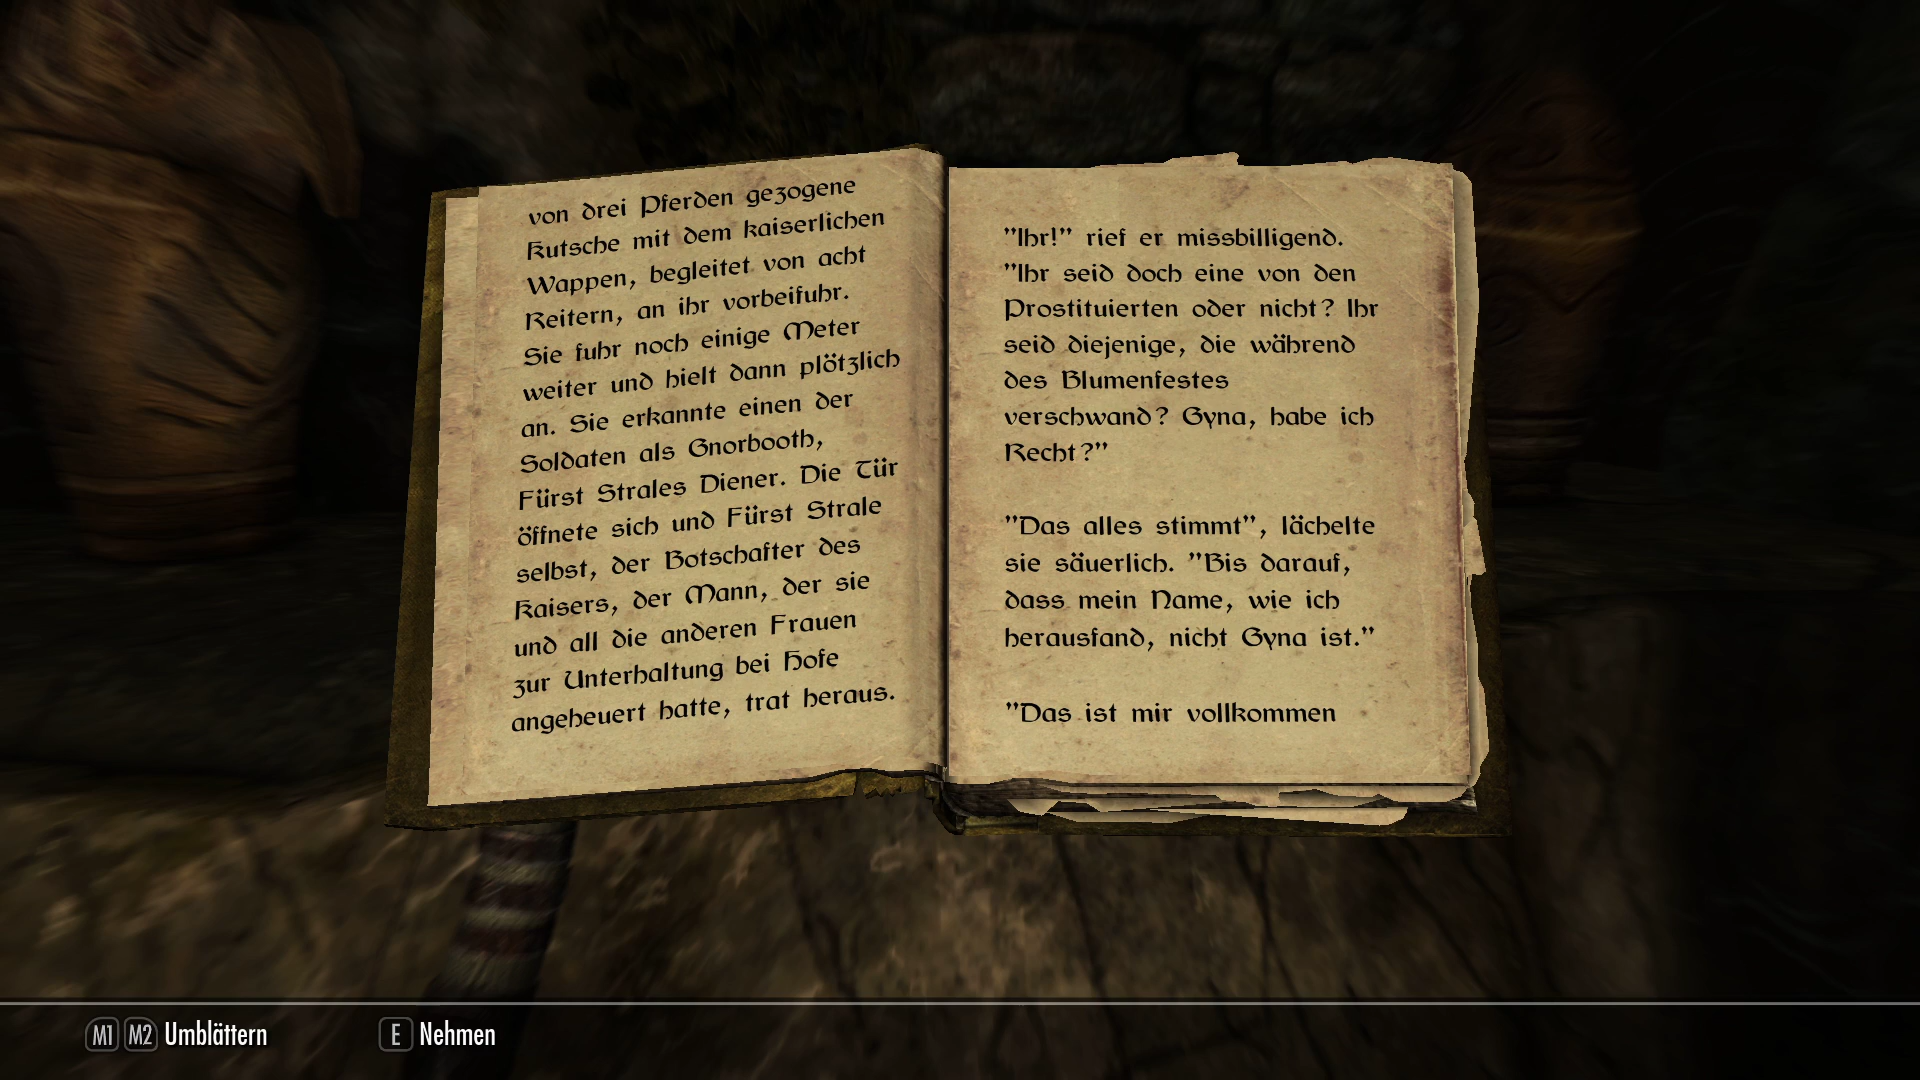 von drei Pferden gezogene
Kutsche mit dem kaiserlichen
Wappen, begleitet von acht
Reitern, an ihr vorbeifuhr.
Sie fuhr noch einige Meter
weiter und hielt dann plötzlich
an. Sie erkannte einen der
Soldaten als Gnorbooth,
Fürst Strales Diener. Die Tür
öffnete sich und Fürst Strale
selbst, der Botschafter des
Kaisers, der Mann, der sie
und all die anderen Frauen
zur Unterhaltung bei Hofe
angeheuert hatte, trat heraus.
"Ihr!" rief er missbilligend.
"Ihr seid doch eine von den
Prostituierten oder nicht? Ihr
seid diejenige, die während
des Blumenfestes
verschwand? Gyna, habe ich
Recht?"
"Das alles stimmt", lächelte
sie säuerlich. "Bis darauf,
dass mein Name, wie ich
herausfand, nicht Gyna ist."
"Das ist mir vollkommen
M1 M2 Umblättern E Nehmen